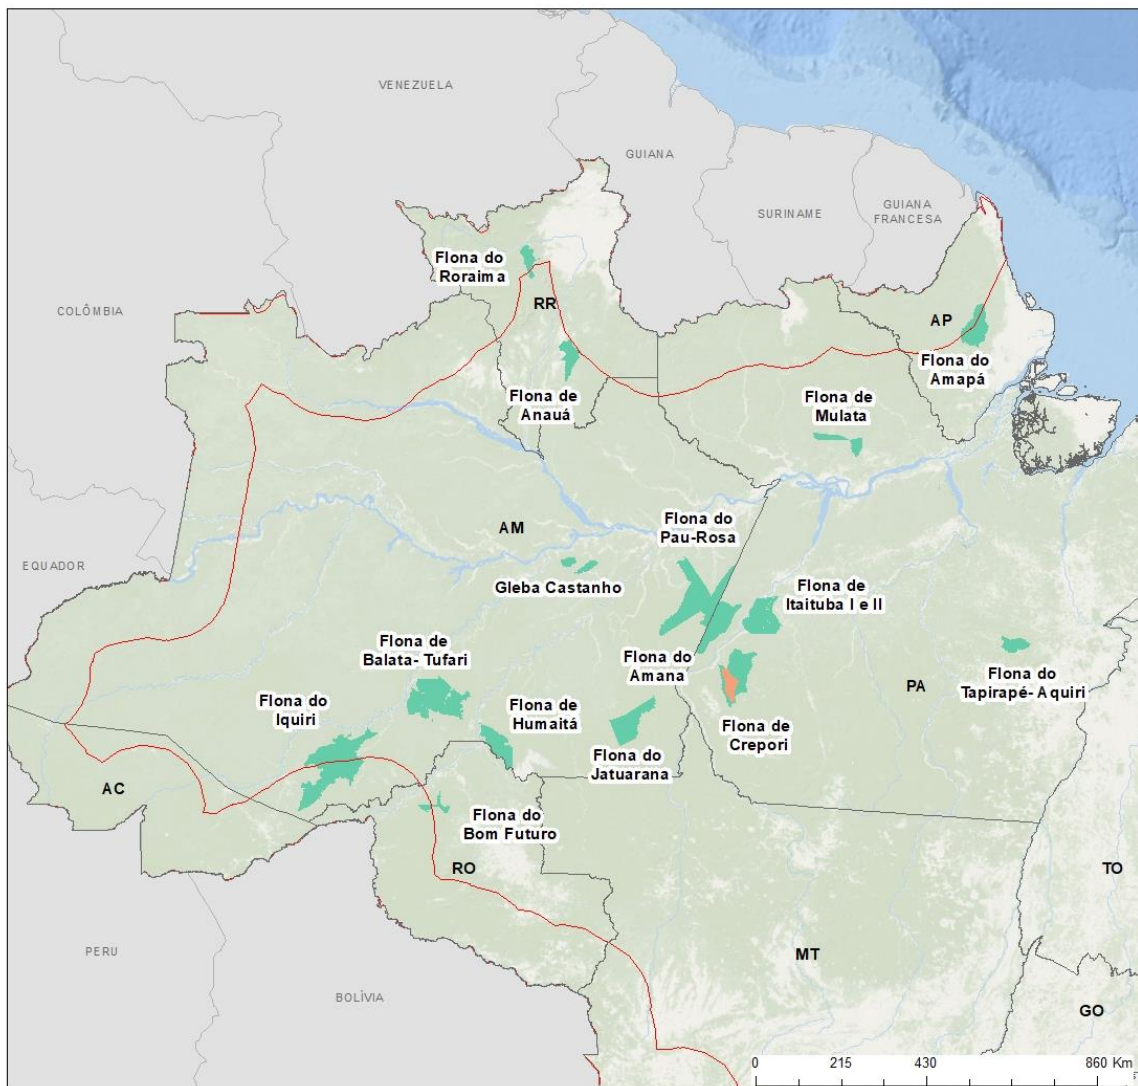 VENEZUELA
GUIANA
SURINAME
GUIANA
FRANCESA
COLÔMBIA
Flona do
Roraima
RR
AP
Flona do
Amapá
Flona de
Anauá
Flona de
Mulata
AM
Flona do
Pau-Rosa
EQUADOR
Gleba Castanho
Flona de
Itaituba I e II
Flona de
Balata- Tufari
Flona do
Amana
Flona do
Tapirapé- Aquiri
PA
Flona do
Iquiri
Flona de
Humaitá
Flona de
Crepori
Flona do
Jatuarana
AC
Flona do
Bom Futuro
RO
TO
PERU
MT
BOLÍVIA
GO
0 215 430 860 Km